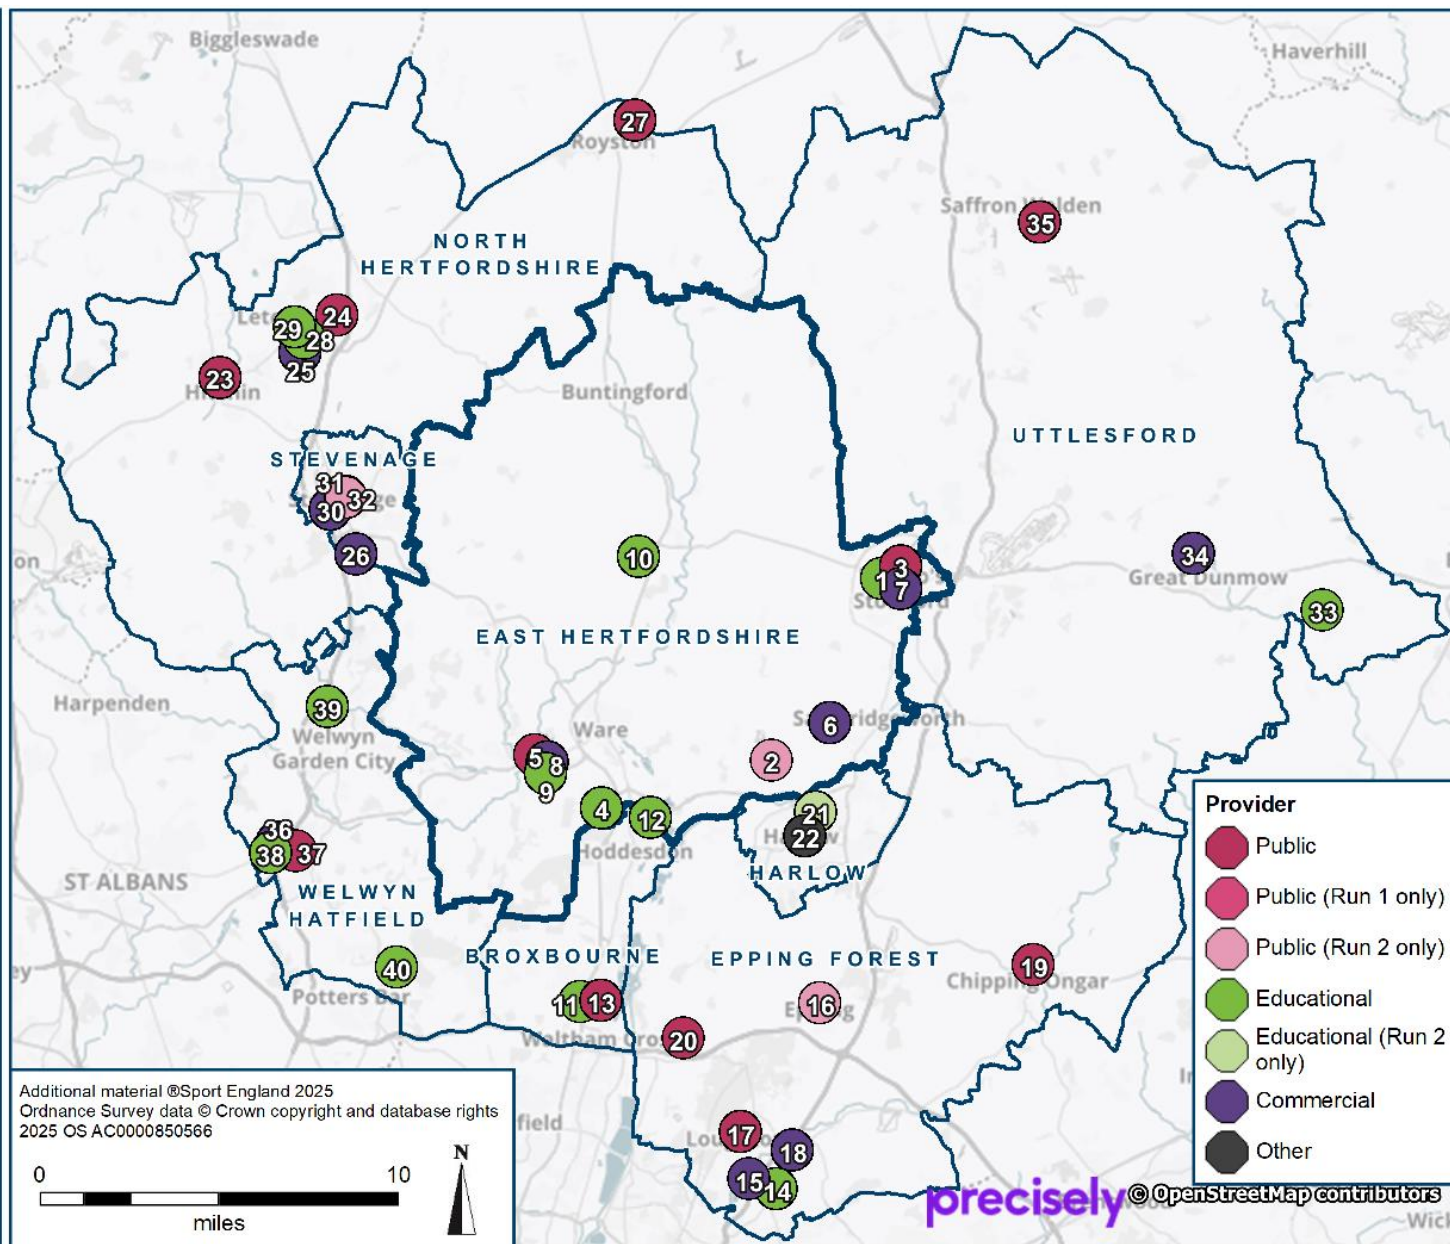 Biggleswade
Haverhill
27
Royston
Saffron Walden
35
NORTH
HERTFORDSHIRE
24
29
28
25
23
Buntingford
UTTLESFORD
STEVENAGE
31
32
30
26
10
3
1
7
34
Great Dunmow
33
EAST HERTFORDSHIRE
Harpenden
39
Welwyn
Garden City
Ware
6
5
8
9
2
4
12
21
22
Hoddesdon
HARLOW
36
38
37
ST ALBANS
WELWYN
HATFIELD
BROXBOURNE
EPPING FOREST
40
Potters Bar
11
13
16
19
Chipping Ongar
20
17
18
15
14
Provider
Public
Public (Run 1 only)
Public (Run 2 only)
Educational
Educational (Run 2
only)
Commercial
Other
Additional material ®Sport England 2025
Ordnance Survey data © Crown copyright and database rights
2025 OS AC0000850566
0 10
miles
N
field
precisely © OpenStreetMap contributors